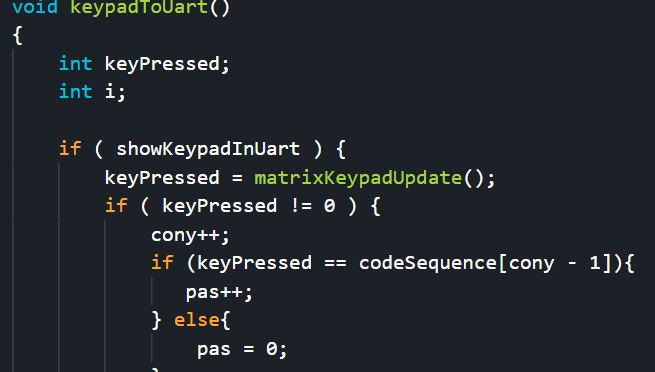 void keypadToUart()
{
    int keyPressed;
    int i;

    if ( showKeypadInUart ) {
        keyPressed = matrixKeypadUpdate();
        if ( keyPressed != 0 ) {
            cony++;
            if (keyPressed == codeSequence[cony - 1]){
               pas++;
            } else{
                pas = 0;